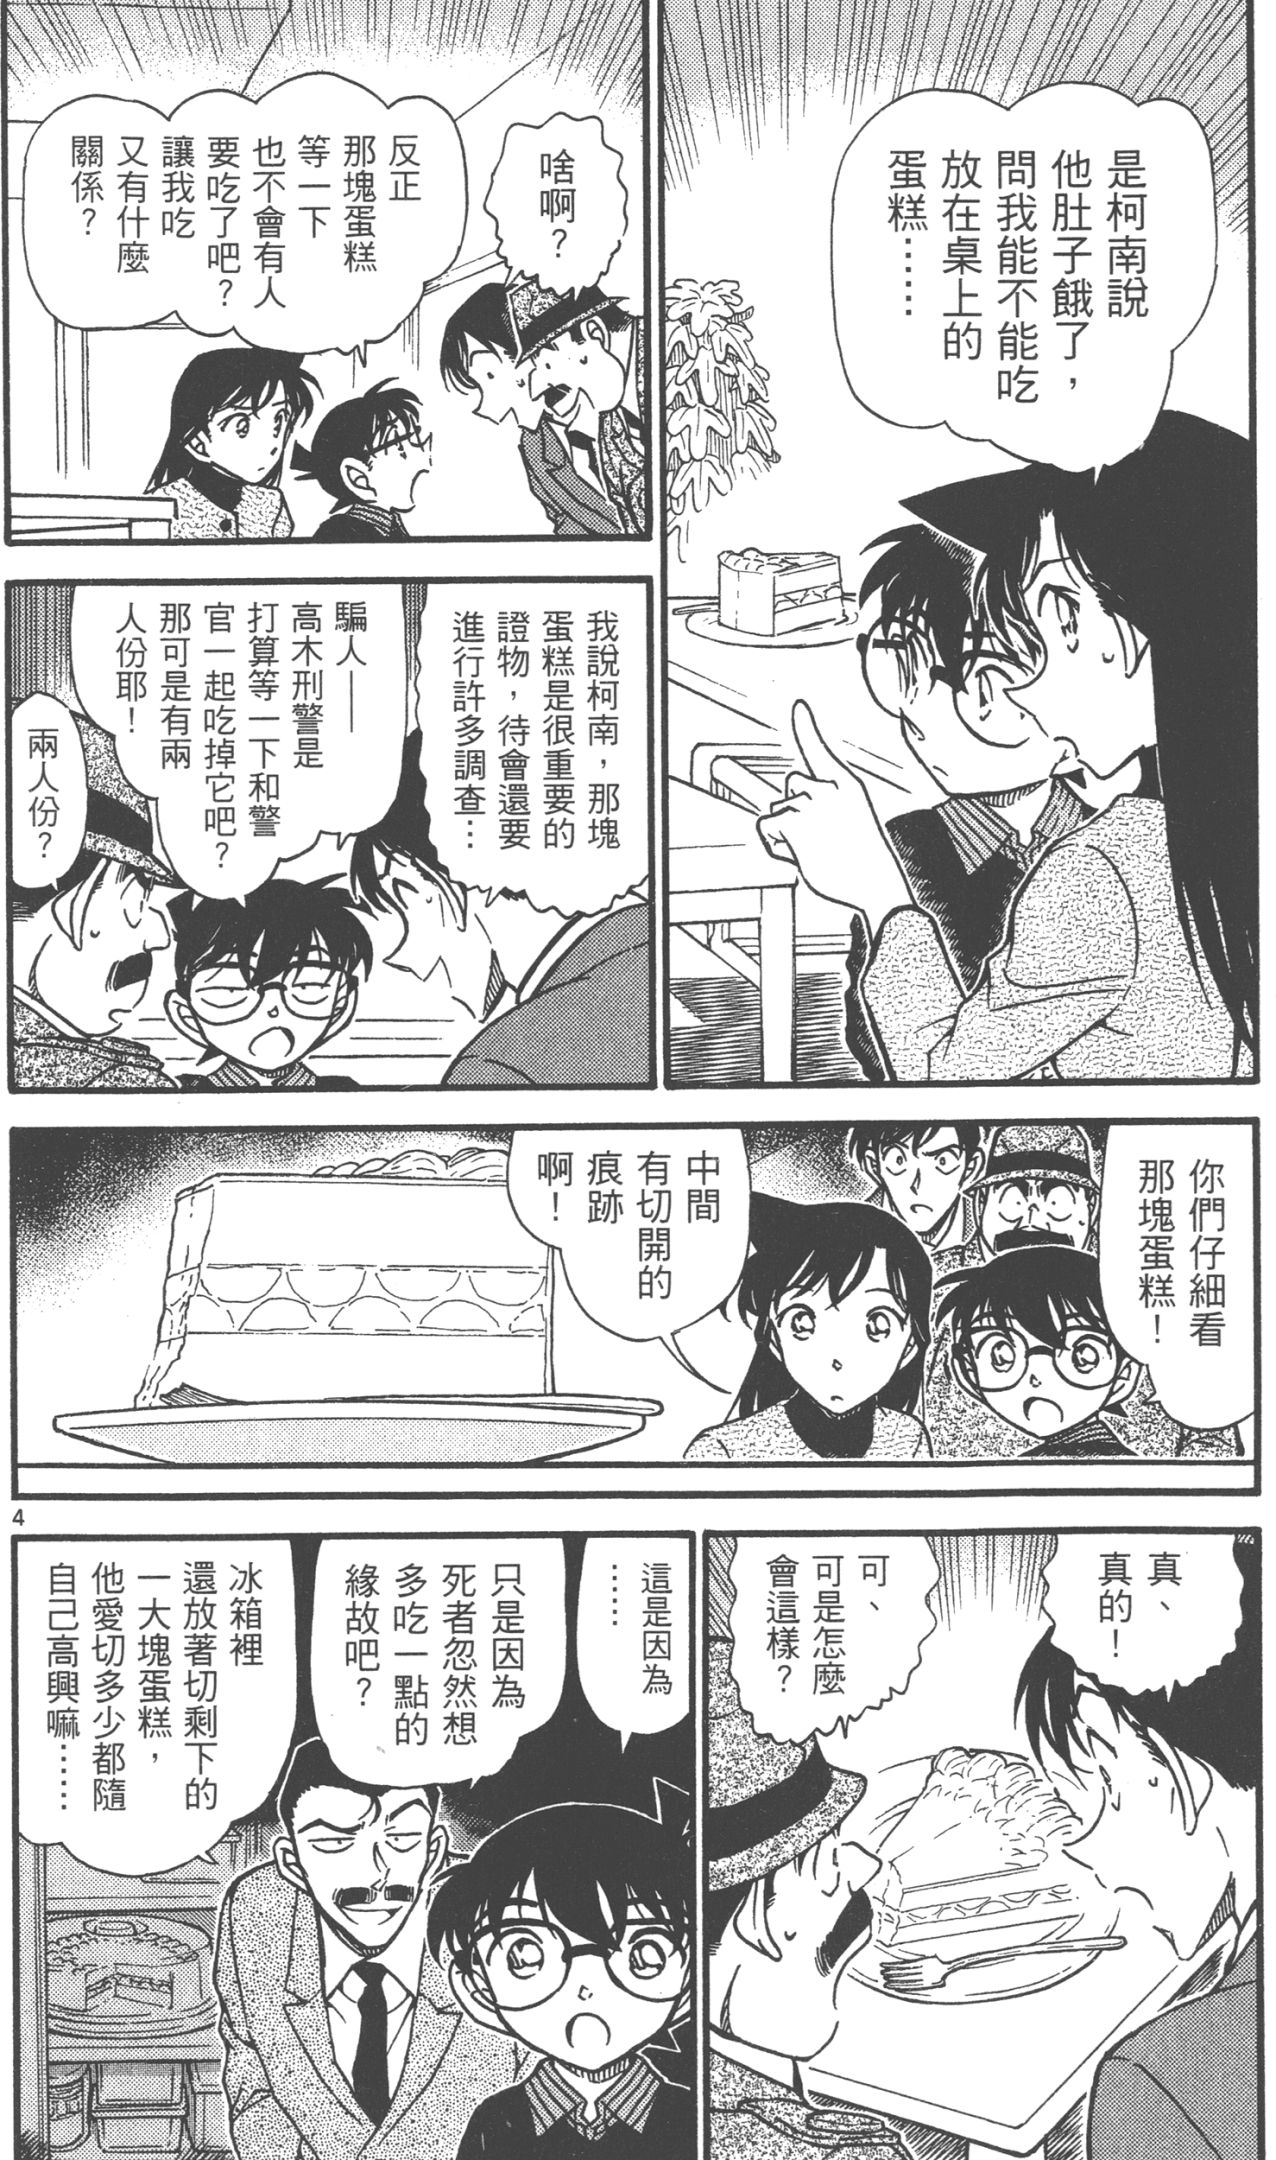 是柯南說
他肚子餓了，
問我能不能吃
放在桌上的
蛋糕……
啥啊？
反正
那塊蛋糕
等一下
也不會有人
要吃了吧？
讓我吃
又有什麼
關係？
我說柯南，那塊
蛋糕是很重要的
證物，待會還要
進行許多調查…
騙人——
高木刑警是
打算等一下和警
官一起吃掉它吧？
那可是有兩
人份耶！
兩人份？
你們仔細看
那塊蛋糕！
中間
有切開的
痕跡
啊！
真、
真的！
可、
可是怎麼
會這樣？
這是因為
……
只是因為
死者忽然想
多吃一點的
緣故吧？
冰箱裡
還放著切剩下的
一大塊蛋糕，
他愛切多少都隨
自己高興嘛……
4